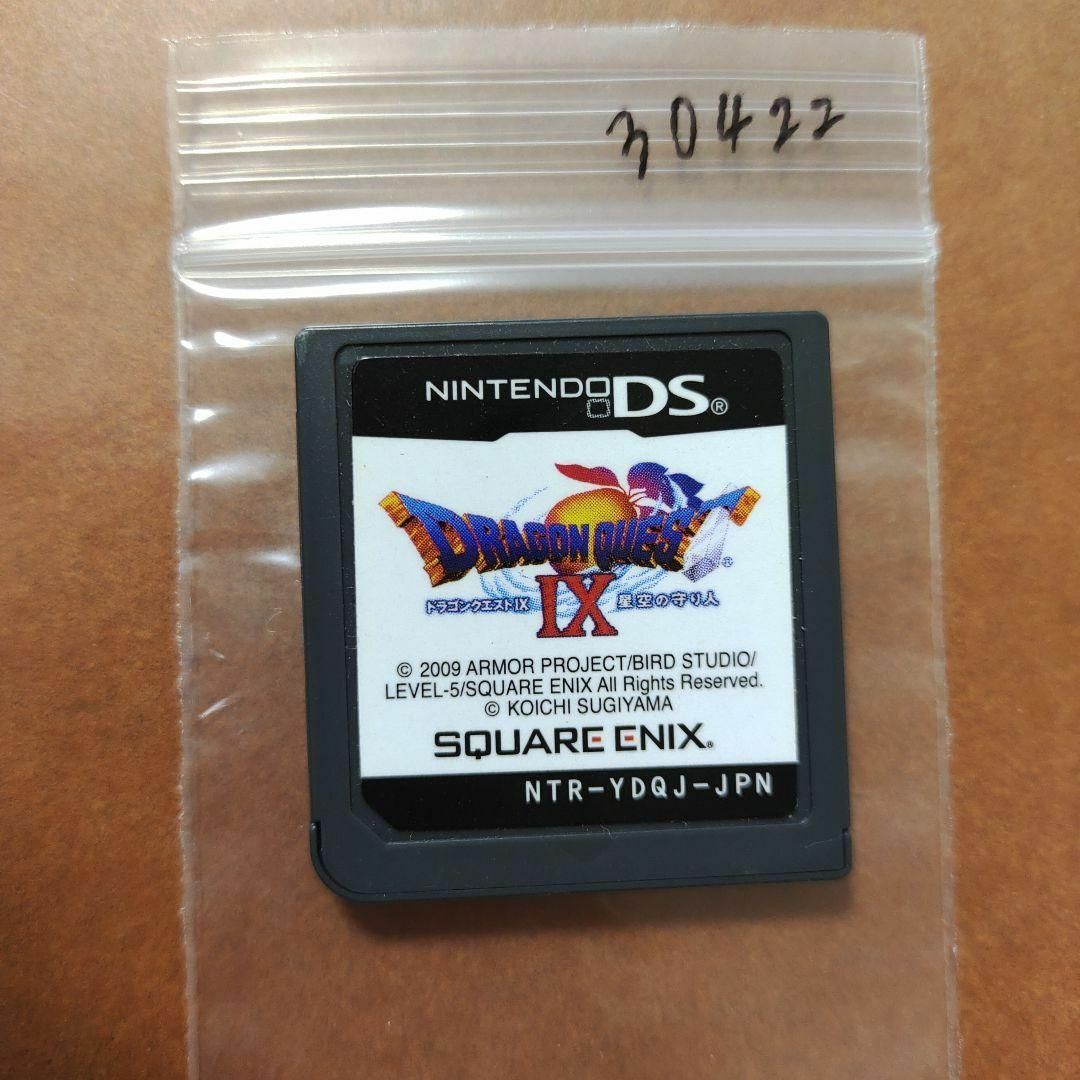 30422
NINTENDO DS®
DRAGON QUEST ®
IX
ドラゴンクエストIX 星空の守り人
© 2009 ARMOR PROJECT/BIRD STUDIO/
LEVEL-5/SQUARE ENIX All Rights Reserved.
© KOICHI SUGIYAMA
SQUARE ENIX®
NTR-YDQJ-JPN